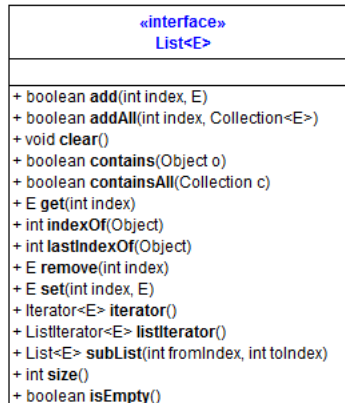 «interface»
List<E>
+ boolean add(int index, E)
+ boolean addAll(int index, Collection<E>)
+ void clear()
+ boolean contains(Object o)
+ boolean containsAll(Collection c)
+ E get(int index)
+ int indexOf(Object)
+ int lastIndexOf(Object)
+ E remove(int index)
+ E set(int index, E)
+ Iterator<E> iterator()
+ ListIterator<E> listIterator()
+ List<E> subList(int fromIndex, int toIndex)
+ int size()
+ boolean isEmpty()